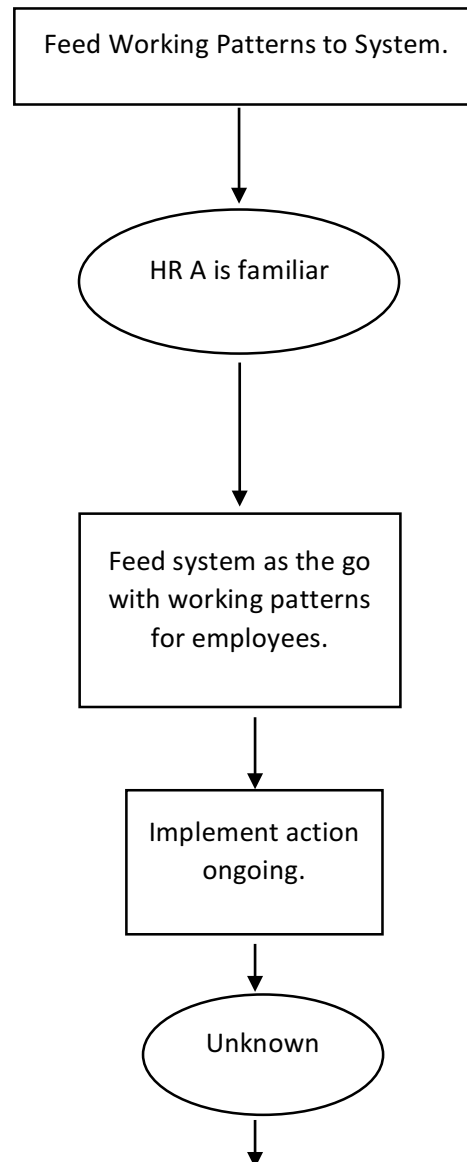 Feed Working Patterns to System.
HR A is familiar
Feed system as the go
with working patterns
for employees.
Implement action
ongoing.
Unknown